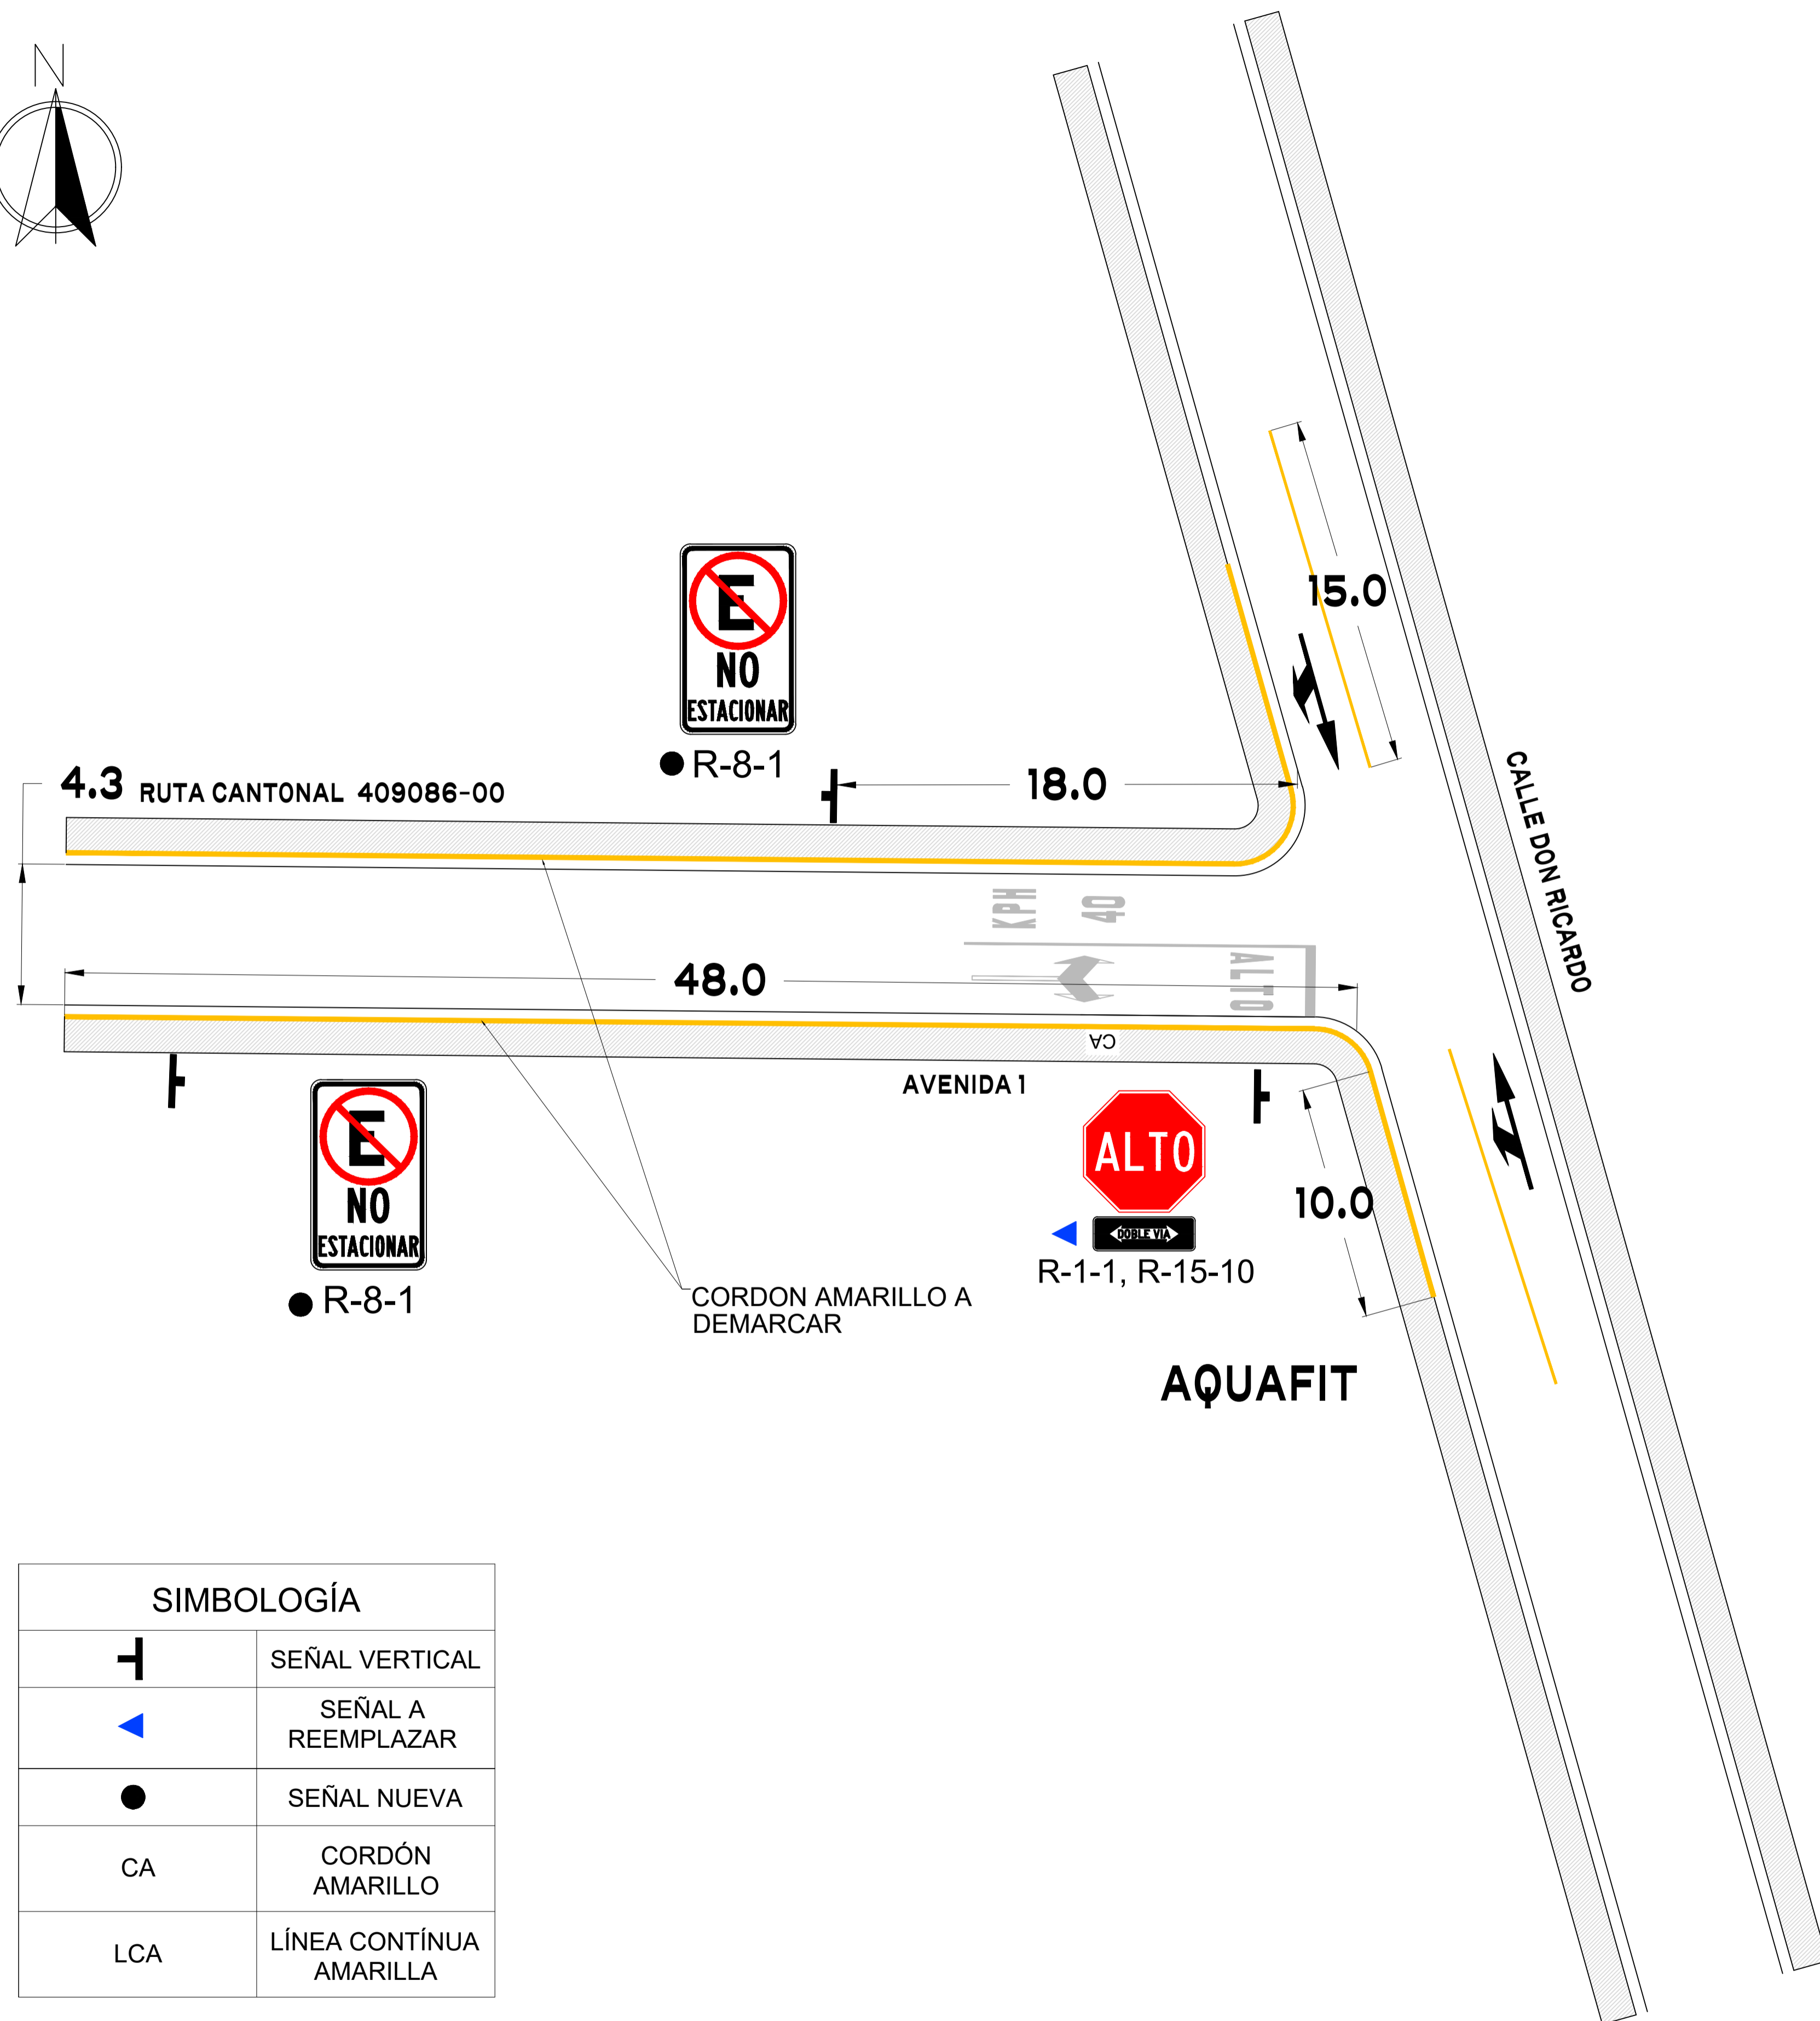 N
15.0
E
NO
ESTACIONAR
R-8-1
4.3 RUTA CANTONAL 409086-00
18.0
CALLE DON RICARDO
KPH 40
48.0
ALTO
CA
AVENIDA 1
E
NO
ESTACIONAR
R-8-1
ALTO
DOBLE VIA
R-1-1, R-15-10
10.0
CORDON AMARILLO A
DEMARCAR
AQUAFIT
SIMBOLOGÍA
SEÑAL VERTICAL
SEÑAL A
REEMPLAZAR
SEÑAL NUEVA
CA
CORDÓN
AMARILLO
LCA
LÍNEA CONTÍNUA
AMARILLA